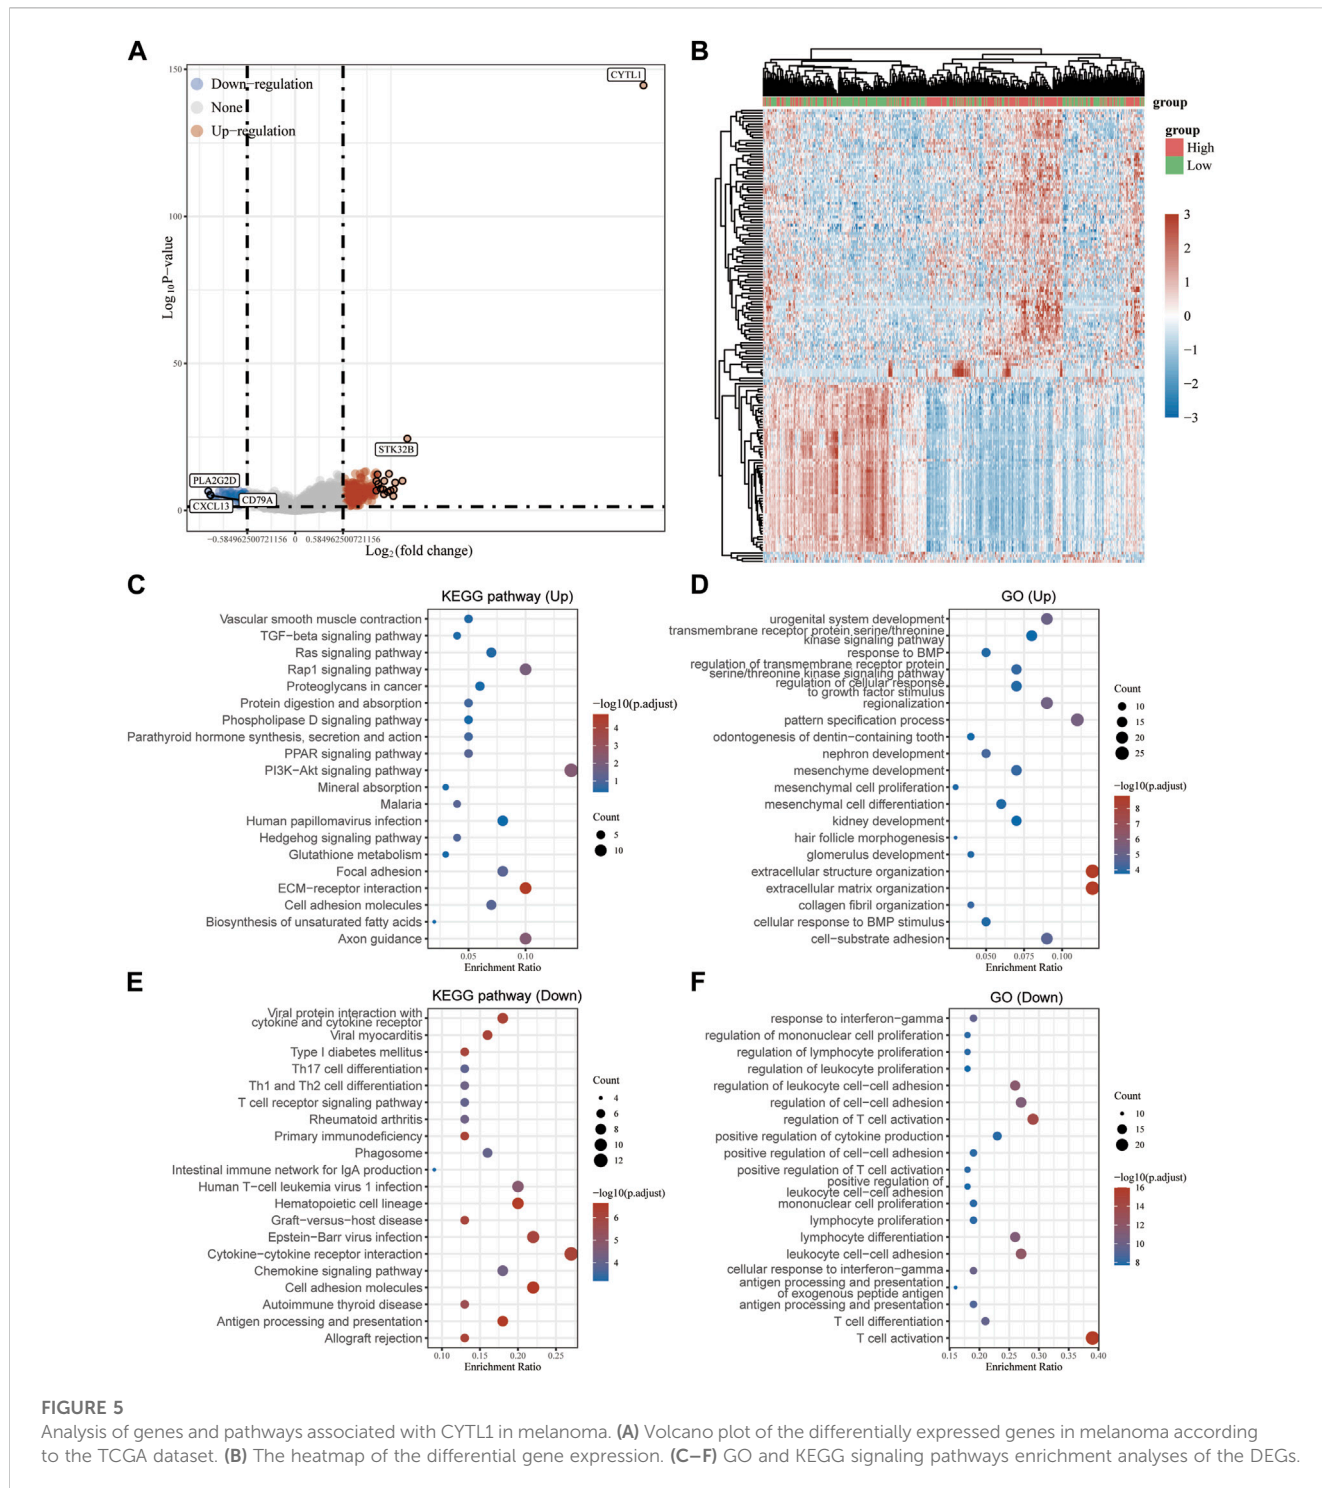 A
Down-regulation
None
Up-regulation
CYTL1
STK32B
PLA2G2D
CXCL13
CD79A
150
100
50
0
Log10P-value
-0.584962500721156
0
0.584962500721156
Log2(fold change)
B
group
group
High
Low
3
2
1
0
-1
-2
-3
C
KEGG pathway (Up)
Vascular smooth muscle contraction
TGF-beta signaling pathway
Ras signaling pathway
Rap1 signaling pathway
Proteoglycans in cancer
Protein digestion and absorption
Phospholipase D signaling pathway
Parathyroid hormone synthesis, secretion and action
PPAR signaling pathway
PI3K-Akt signaling pathway
Mineral absorption
Malaria
Human papillomavirus infection
Hedgehog signaling pathway
Glutathione metabolism
Focal adhesion
ECM-receptor interaction
Cell adhesion molecules
Biosynthesis of unsaturated fatty acids
Axon guidance
0.05
0.10
Enrichment Ratio
-log10(p.adjust)
4
3
2
1
Count
5
10
D
GO (Up)
urogenital system development
transmembrane receptor protein serine/threonine
kinase signaling pathway
response to BMP
regulation of transmembrane receptor protein
serine/threonine kinase signaling pathway
regulation of cellular response
to growth factor stimulus
regionalization
pattern specification process
odontogenesis of dentin-containing tooth
nephron development
mesenchyme development
mesenchymal cell proliferation
mesenchymal cell differentiation
kidney development
hair follicle morphogenesis
glomerulus development
extracellular structure organization
extracellular matrix organization
collagen fibril organization
cellular response to BMP stimulus
cell-substrate adhesion
0.050
0.075
0.100
Enrichment Ratio
Count
10
15
20
25
-log10(p.adjust)
8
7
6
5
4
E
KEGG pathway (Down)
Viral protein interaction with
cytokine and cytokine receptor
Viral myocarditis
Type I diabetes mellitus
Th17 cell differentiation
Th1 and Th2 cell differentiation
T cell receptor signaling pathway
Rheumatoid arthritis
Primary immunodeficiency
Phagosome
Intestinal immune network for IgA production
Human T-cell leukemia virus 1 infection
Hematopoietic cell lineage
Graft-versus-host disease
Epstein-Barr virus infection
Cytokine-cytokine receptor interaction
Chemokine signaling pathway
Cell adhesion molecules
Autoimmune thyroid disease
Antigen processing and presentation
Allograft rejection
0.10
0.15
0.20
0.25
Enrichment Ratio
Count
4
6
8
10
12
-log10(p.adjust)
6
5
4
F
GO (Down)
response to interferon-gamma
regulation of mononuclear cell proliferation
regulation of lymphocyte proliferation
regulation of leukocyte proliferation
regulation of leukocyte cell-cell adhesion
regulation of cell-cell adhesion
regulation of T cell activation
positive regulation of cytokine production
positive regulation of cell-cell adhesion
positive regulation of T cell activation
positive regulation of
leukocyte cell-cell adhesion
mononuclear cell proliferation
lymphocyte proliferation
lymphocyte differentiation
leukocyte cell-cell adhesion
cellular response to interferon-gamma
antigen processing and presentation
of exogenous peptide antigen
antigen processing and presentation
T cell differentiation
T cell activation
0.15
0.20
0.25
0.30
0.35
0.40
Enrichment Ratio
Count
10
15
20
-log10(p.adjust)
16
14
12
10
8
FIGURE 5
Analysis of genes and pathways associated with CYTL1 in melanoma. (A) Volcano plot of the differentially expressed genes in melanoma according
to the TCGA dataset. (B) The heatmap of the differential gene expression. (C–F) GO and KEGG signaling pathways enrichment analyses of the DEGs.